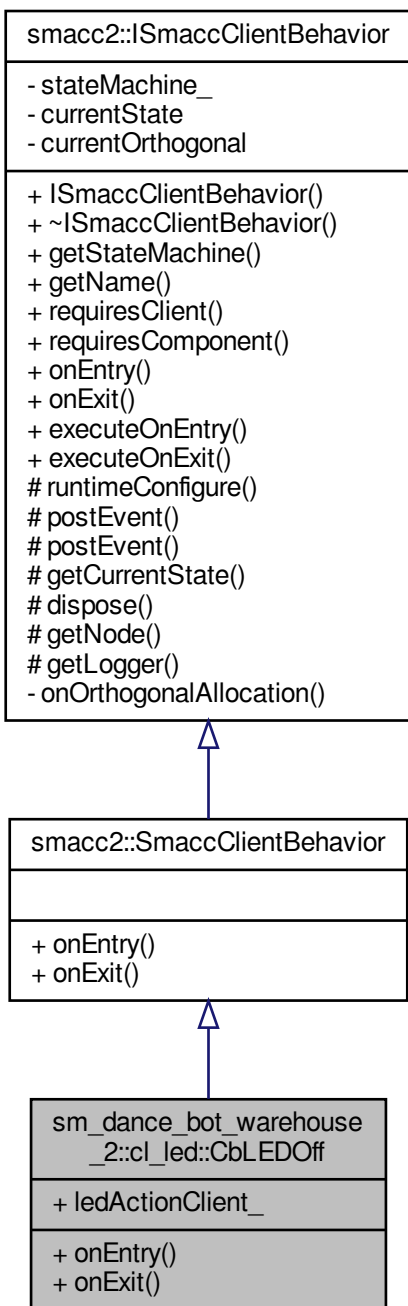 smacc2::ISmaccClientBehavior
- stateMachine_
- currentState
- currentOrthogonal
+ ISmaccClientBehavior()
+ ~ISmaccClientBehavior()
+ getStateMachine()
+ getName()
+ requiresClient()
+ requiresComponent()
+ onEntry()
+ onExit()
+ executeOnEntry()
+ executeOnExit()
# runtimeConfigure()
# postEvent()
# postEvent()
# getCurrentState()
# dispose()
# getNode()
# getLogger()
- onOrthogonalAllocation()
smacc2::SmaccClientBehavior
+ onEntry()
+ onExit()
sm_dance_bot_warehouse
_2::cl_led::CbLEDOff
+ ledActionClient_
+ onEntry()
+ onExit()